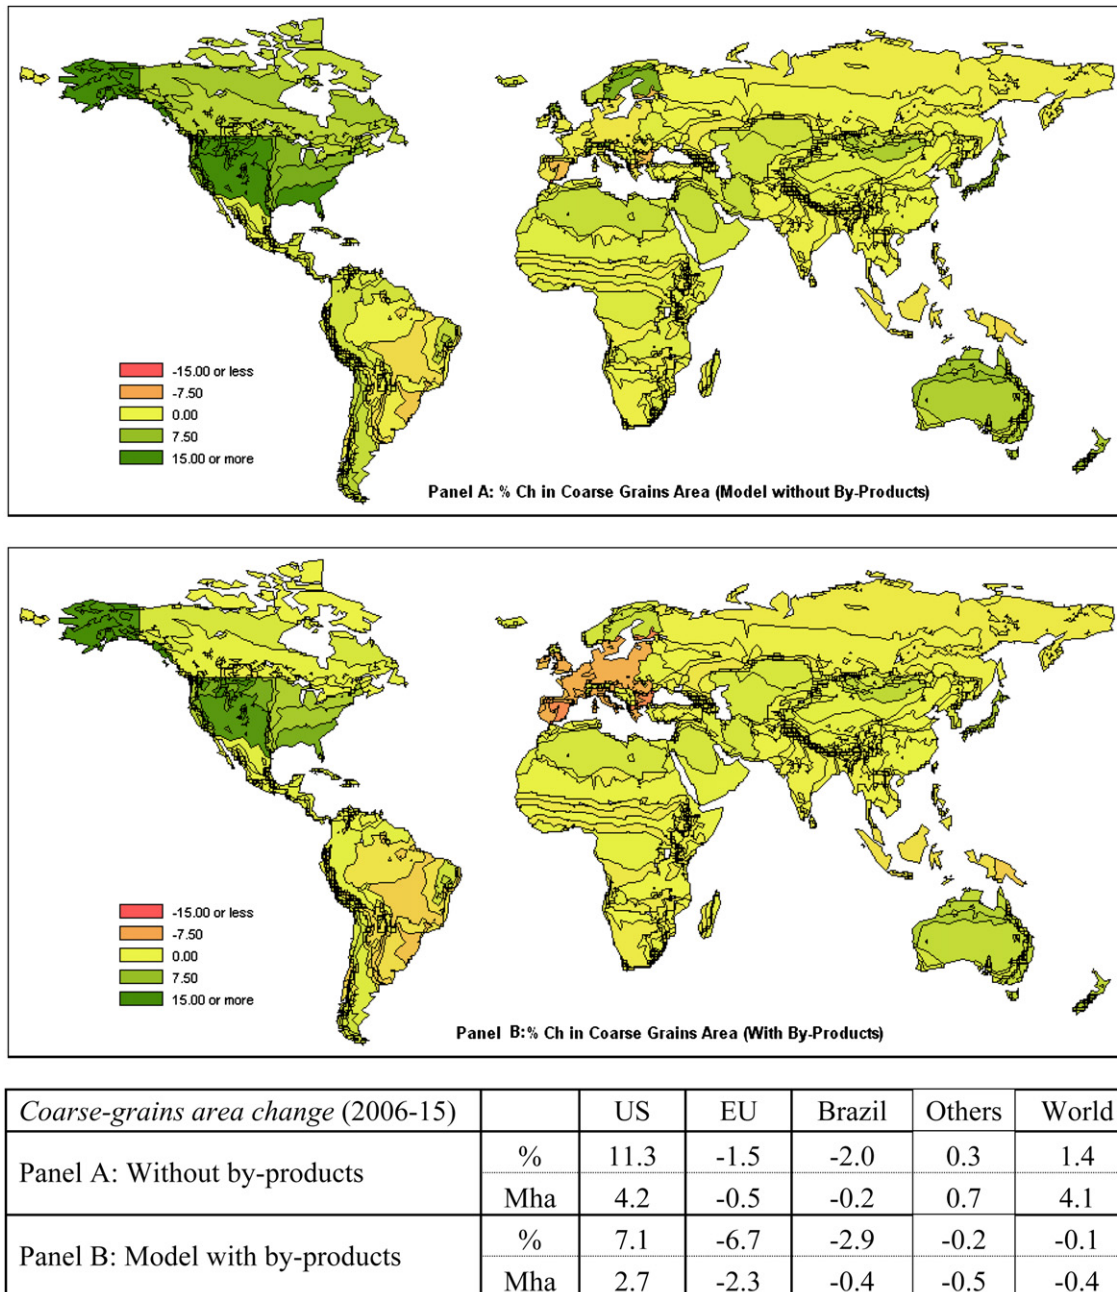 -15.00 or less
-7.50
0.00
7.50
15.00 or more
Panel A: % Ch in Coarse Grains Area (Model without By-Products)
-15.00 or less
-7.50
0.00
7.50
15.00 or more
Panel B:% Ch in Coarse Grains Area (With By-Products)
Coarse-grains area change (2006-15) US EU Brazil Others World
Panel A: Without by-products
% 11.3 -1.5 -2.0 0.3 1.4
Mha 4.2 -0.5 -0.2 0.7 4.1
Panel B: Model with by-products
% 7.1 -6.7 -2.9 -0.2 -0.1
Mha 2.7 -2.3 -0.4 -0.5 -0.4